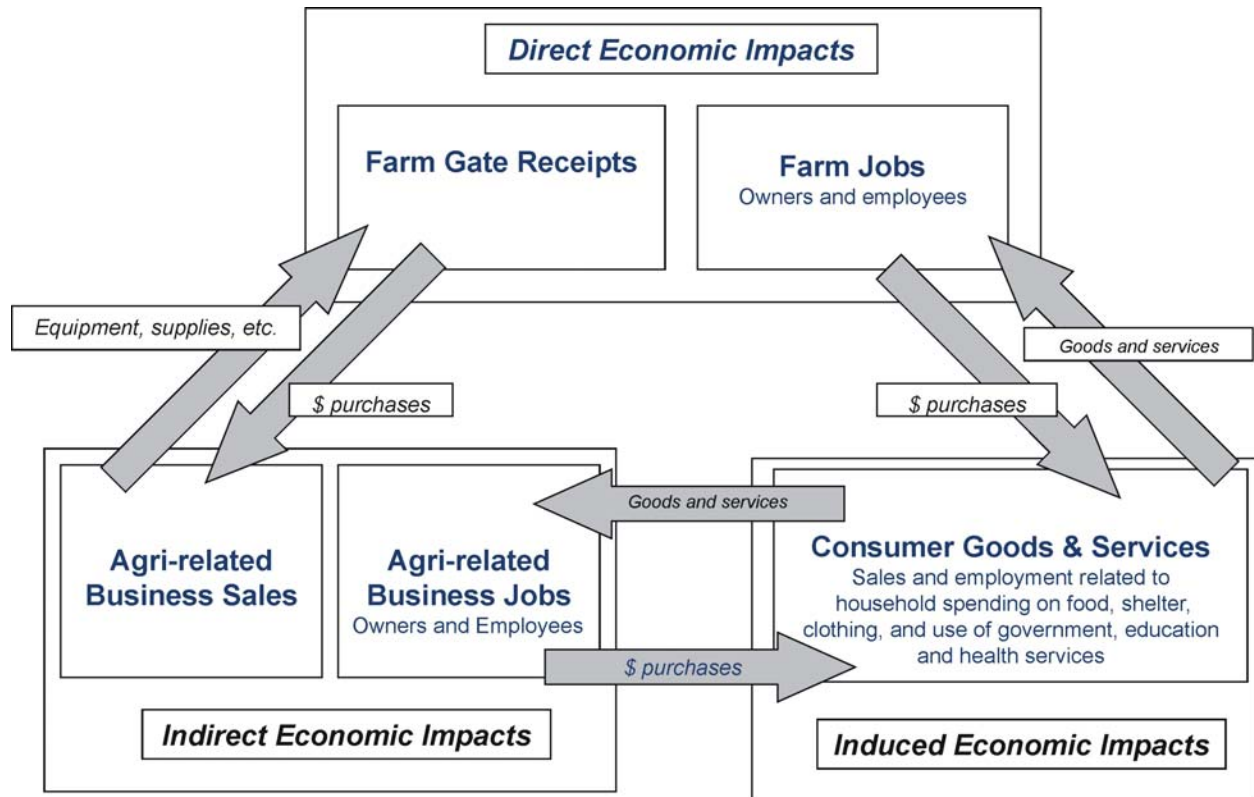 Direct Economic Impacts
Farm Gate Receipts
Farm Jobs
Owners and employees
Equipment, supplies, etc.
$ purchases
$ purchases
Goods and services
Agri-related
Business Sales
Agri-related
Business Jobs
Owners and Employees
Goods and services
$ purchases
Consumer Goods & Services
Sales and employment related to
household spending on food, shelter,
clothing, and use of government, education
and health services
Indirect Economic Impacts
Induced Economic Impacts